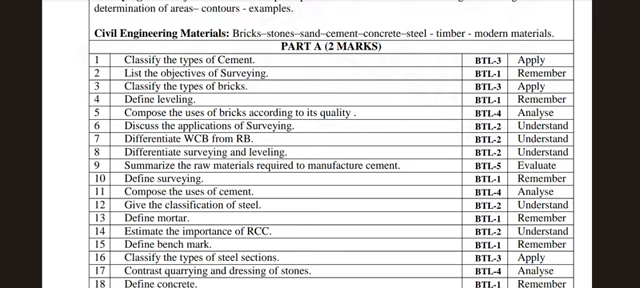 determination of areas– contours - examples.
Civil Engineering Materials: Bricks–stones–sand–cement–concrete–steel - timber - modern materials.
PART A (2 MARKS)
1 Classify the types of Cement. BTL-3 Apply
2 List the objectives of Surveying. BTL-1 Remember
3 Classify the types of bricks. BTL-3 Apply
4 Define leveling. BTL-1 Remember
5 Compose the uses of bricks according to its quality . BTL-4 Analyse
6 Discuss the applications of Surveying. BTL-2 Understand
7 Differentiate WCB from RB. BTL-2 Understand
8 Differentiate surveying and leveling. BTL-2 Understand
9 Summarize the raw materials required to manufacture cement. BTL-5 Evaluate
10 Define surveying. BTL-1 Remember
11 Compose the uses of cement. BTL-4 Analyse
12 Give the classification of steel. BTL-2 Understand
13 Define mortar. BTL-1 Remember
14 Estimate the importance of RCC. BTL-2 Understand
15 Define bench mark. BTL-1 Remember
16 Classify the types of steel sections. BTL-3 Apply
17 Contrast quarrying and dressing of stones. BTL-4 Analyse
18 Define concrete. BTL-1 Remember